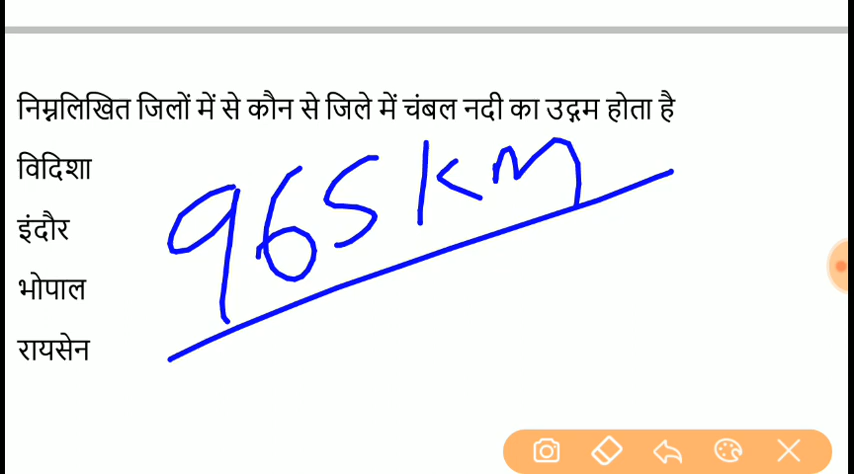 निम्नलिखित जिलों में से कौन से जिले में चंबल नदी का उद्गम होता है
विदिशा
इंदौर
भोपाल
रायसेन
965 KM